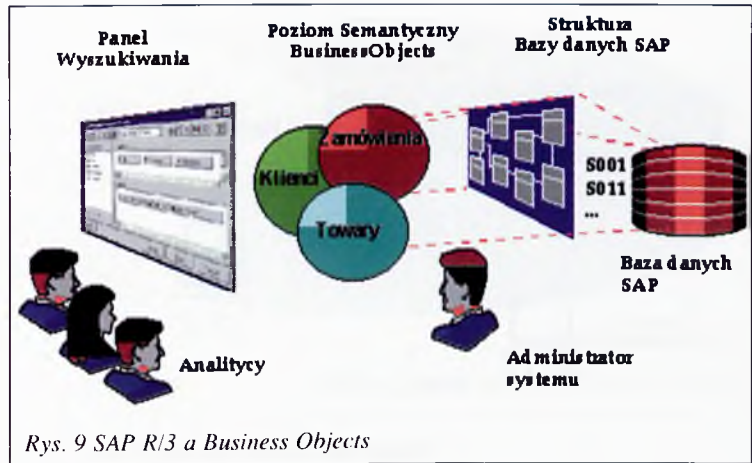 Panel
Wyszukiwania
Poziom Semantyczny
BusinessObjects
Struktura
Bazy danych SAP
Zamówienia
Klienci
Towary
S001
S011
...
Baza danych
SAP
Analitycy
Administrator
systemu
Rys. 9 SAP R/3 a Business Objects